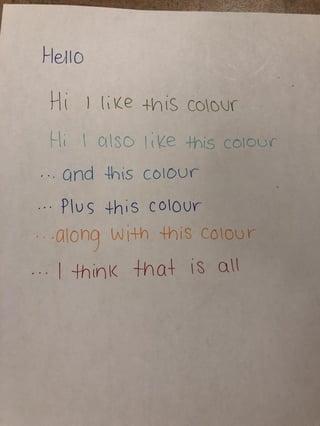 Hello
Hi I like this colour
Hi I also like this colour
... and this colour
... Plus this colour
...along with this colour
... I think that is all